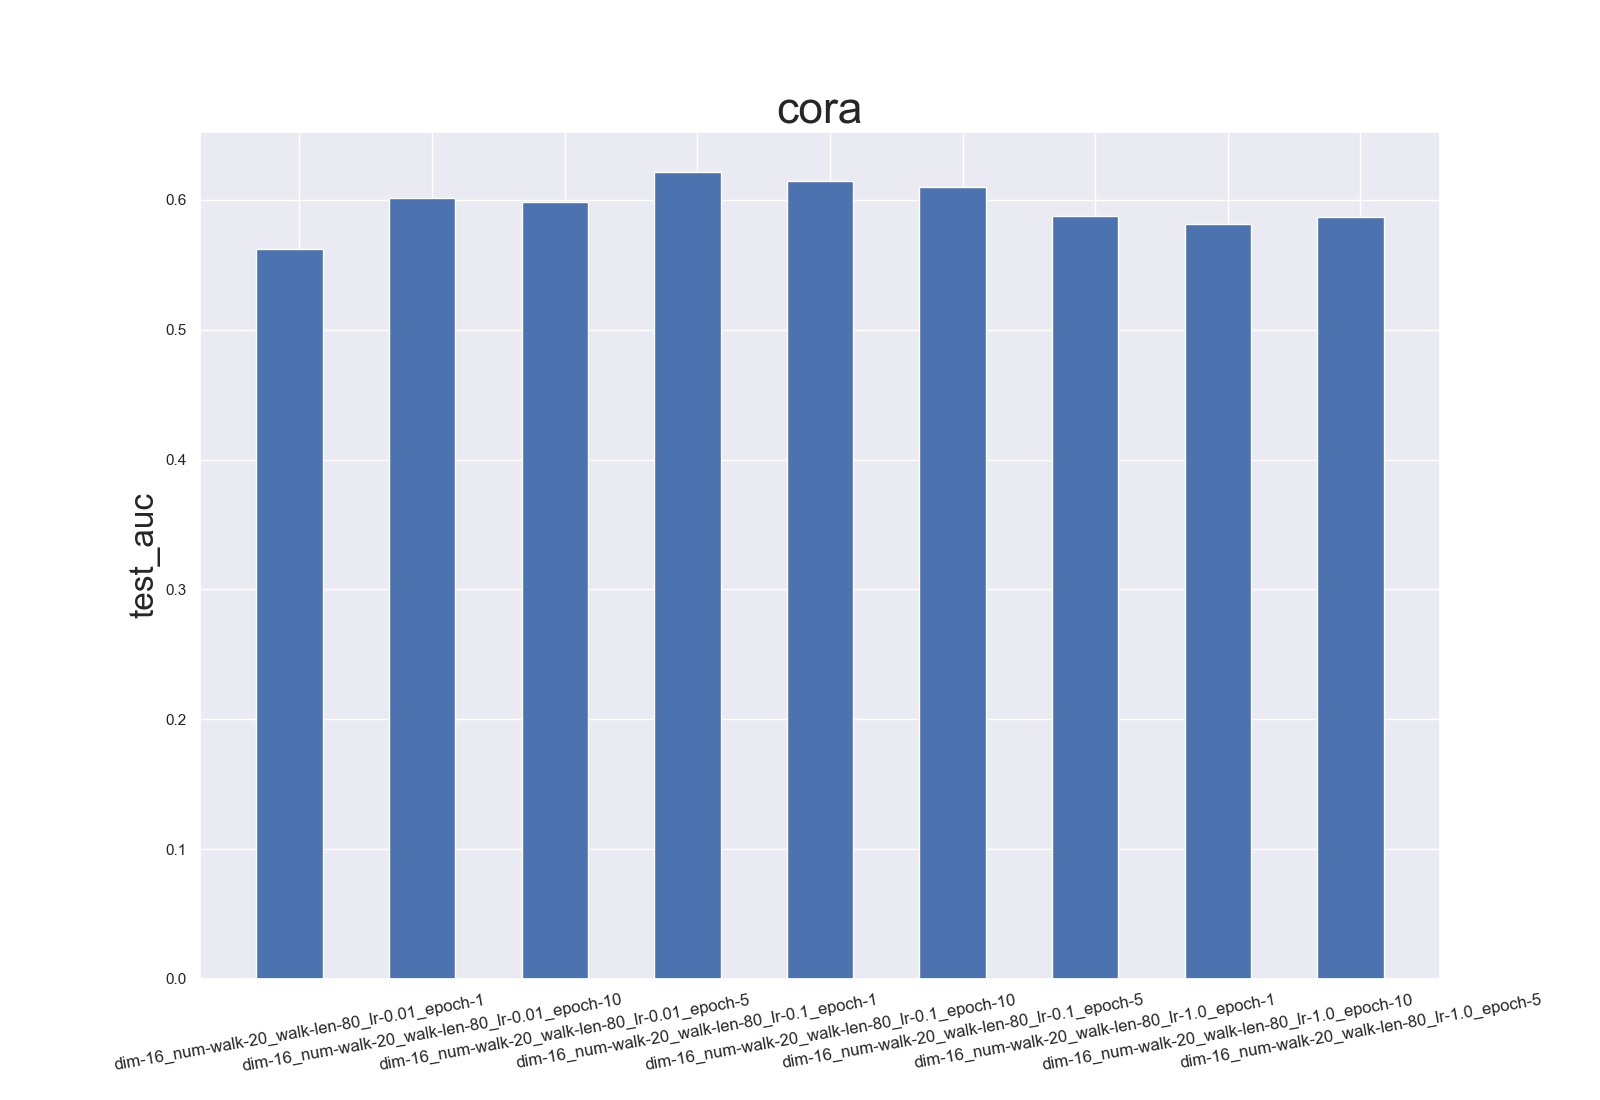 cora
test_auc
0.6
0.5
0.4
0.3
0.2
0.1
0.0
dim-16_num-walk-20_walk-len-80_lr-0.01_epoch-1
dim-16_num-walk-20_walk-len-80_lr-0.01_epoch-10
dim-16_num-walk-20_walk-len-80_lr-0.01_epoch-5
dim-16_num-walk-20_walk-len-80_lr-0.1_epoch-1
dim-16_num-walk-20_walk-len-80_lr-0.1_epoch-10
dim-16_num-walk-20_walk-len-80_lr-0.1_epoch-5
dim-16_num-walk-20_walk-len-80_lr-1.0_epoch-1
dim-16_num-walk-20_walk-len-80_lr-1.0_epoch-10
dim-16_num-walk-20_walk-len-80_lr-1.0_epoch-5